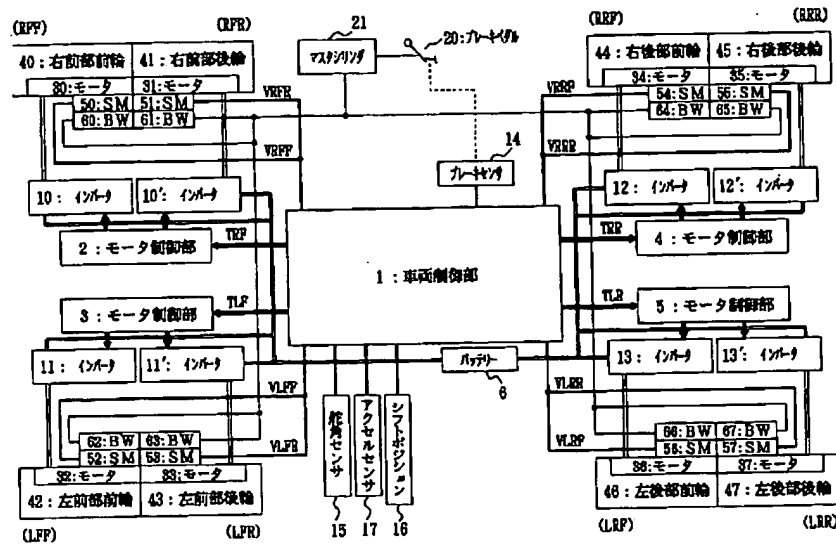 (RFF)
(RFR)
40：右前部前輪
41：右前部後輪
30:モータ
31:モータ
50:SM
51:SM
60:BW
61:BW
VRFR
VRFF
10： インバータ
10′： インバータ
2：モータ制御部
TRF
21
マスタシリンダ
20:ブレーキペダル
14
ブレーキセンサ
(RRF)
(RRR)
44：右後部前輪
45：右後部後輪
34:モータ
35:モータ
54:SM
55:SM
64:BW
65:BW
VRRF
VRRR
12： インバータ
12′： インバータ
TRR
4：モータ制御部
1：車両制御部
3：モータ制御部
TLF
11： インバータ
11′： インバータ
VLFF
VLFR
62:BW
63:BW
52:SM
53:SM
32:モータ
33:モータ
42：左前部前輪
43：左前部後輪
(LFF)
(LFR)
バッテリー
6
舵角センサ
アクセルセンサ
シフトポジション
15
17
16
TLR
5：モータ制御部
13： インバータ
13′： インバータ
VLRR
VLRF
66:BW
67:BW
56:SM
57:SM
36:モータ
37:モータ
46：左後部前輪
47：左後部後輪
(LRF)
(LRR)